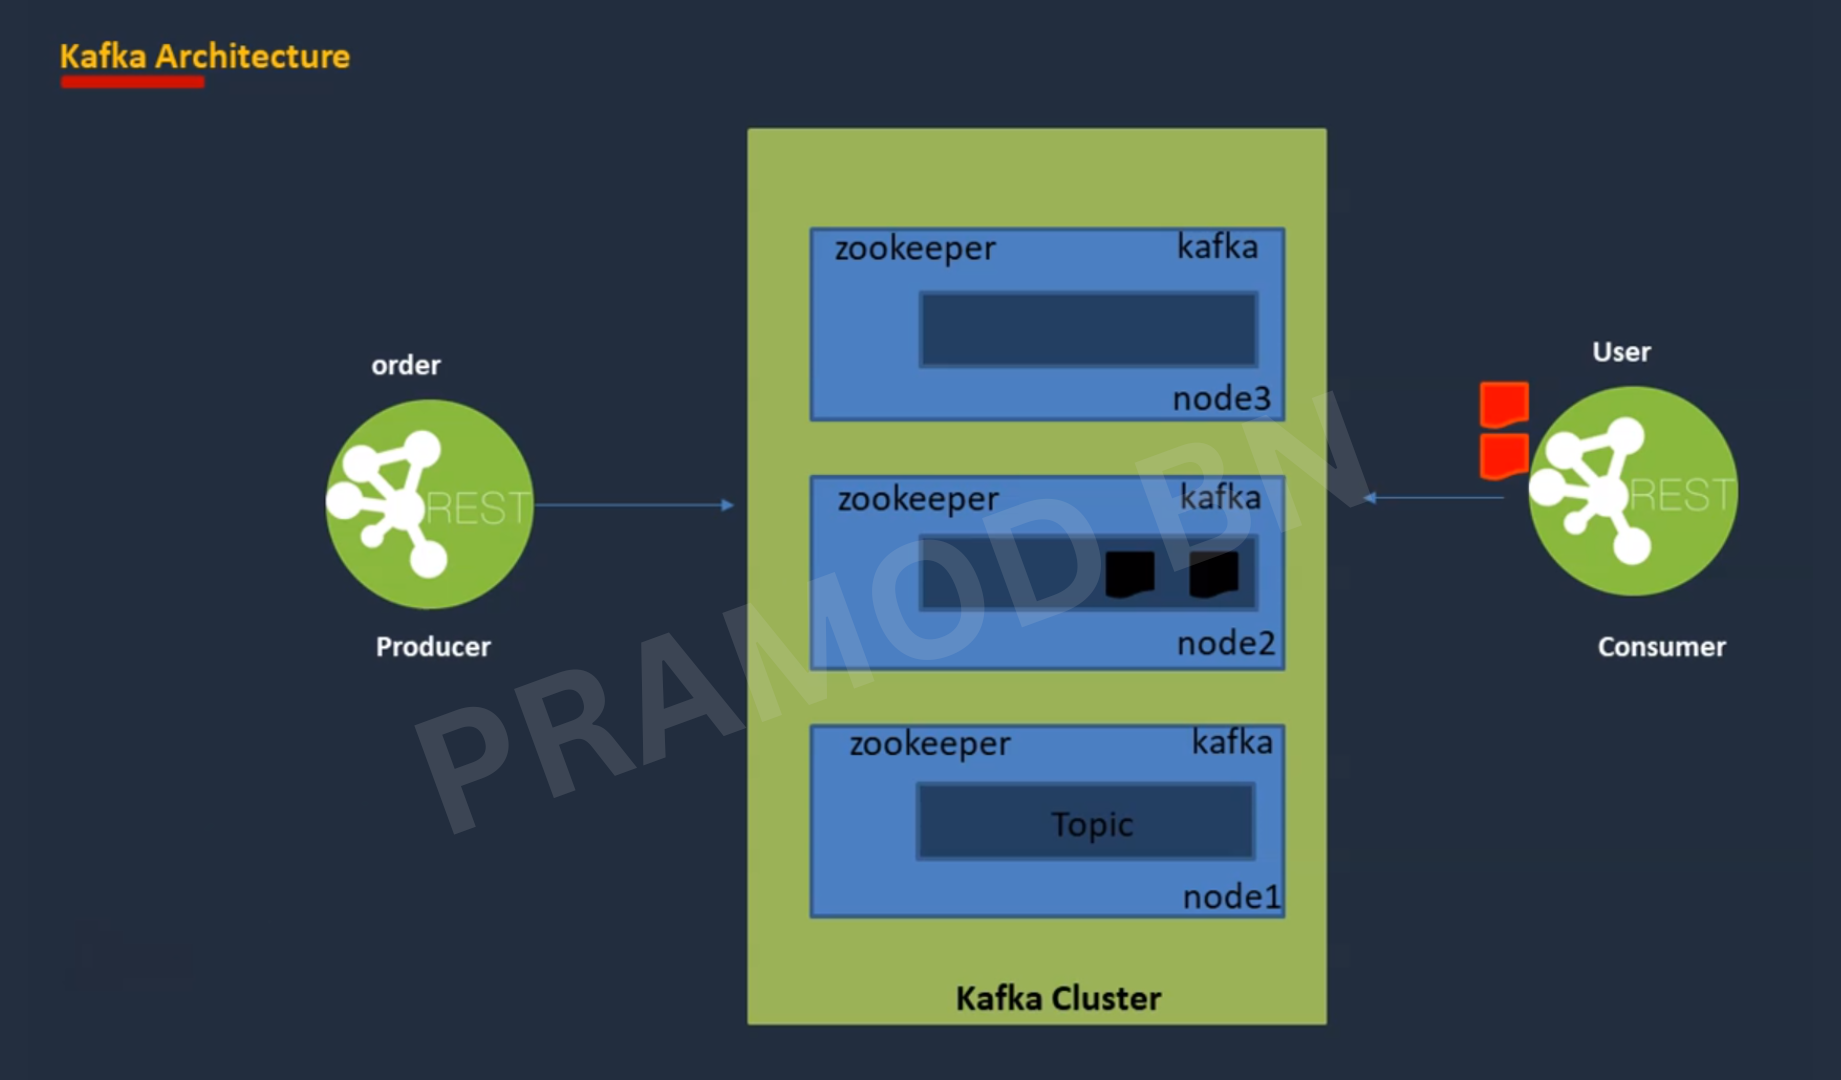 Kafka Architecture
zookeeper kafka
node3
order
REST
Producer
zookeeper kafka
node2
User
REST
Consumer
zookeeper kafka
Topic
node1
Kafka Cluster
PRAMOD BN